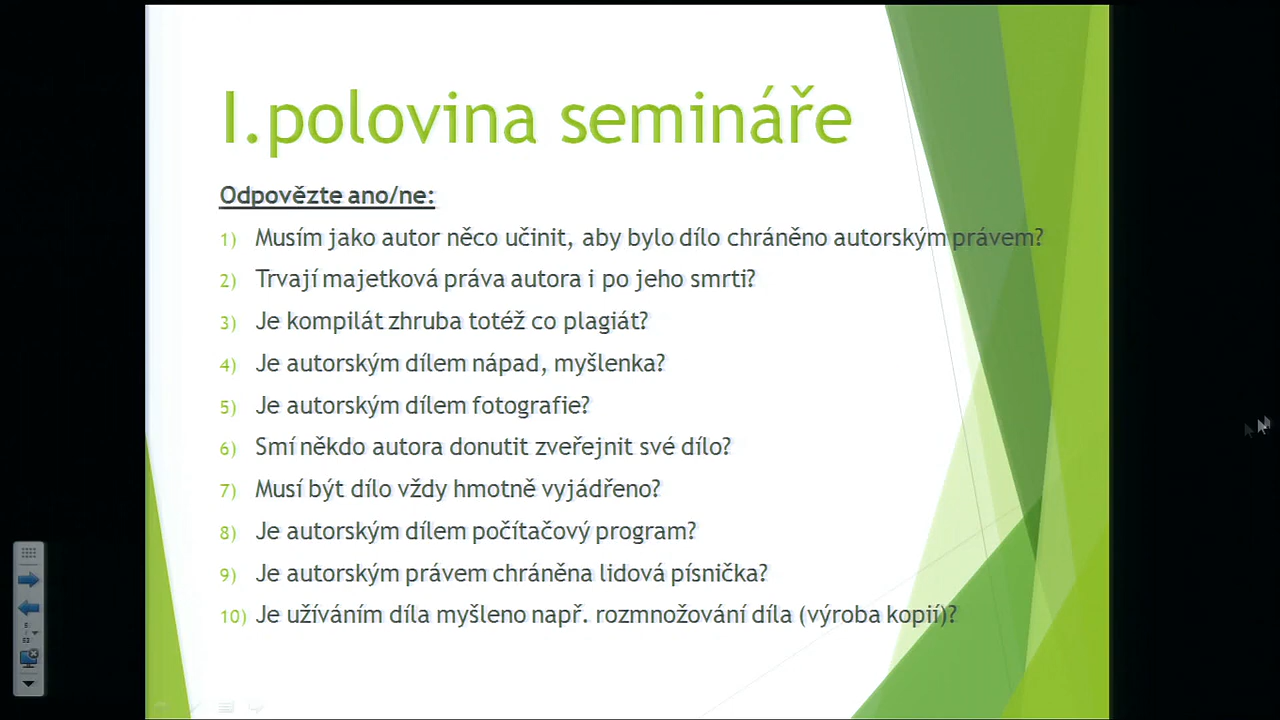 I.polovina semináře
Odpovězte ano/ne:
1) Musím jako autor něco učinit, aby bylo dílo chráněno autorským právem?
2) Trvají majetková práva autora i po jeho smrti?
3) Je kompilát zhruba totéž co plagiát?
4) Je autorským dílem nápad, myšlenka?
5) Je autorským dílem fotografie?
6) Smí někdo autora donutit zveřejnit své dílo?
7) Musí být dílo vždy hmotně vyjádřeno?
8) Je autorským dílem počítačový program?
9) Je autorským právem chráněna lidová písnička?
10) Je užíváním díla myšleno např. rozmnožování díla (výroba kopií)?